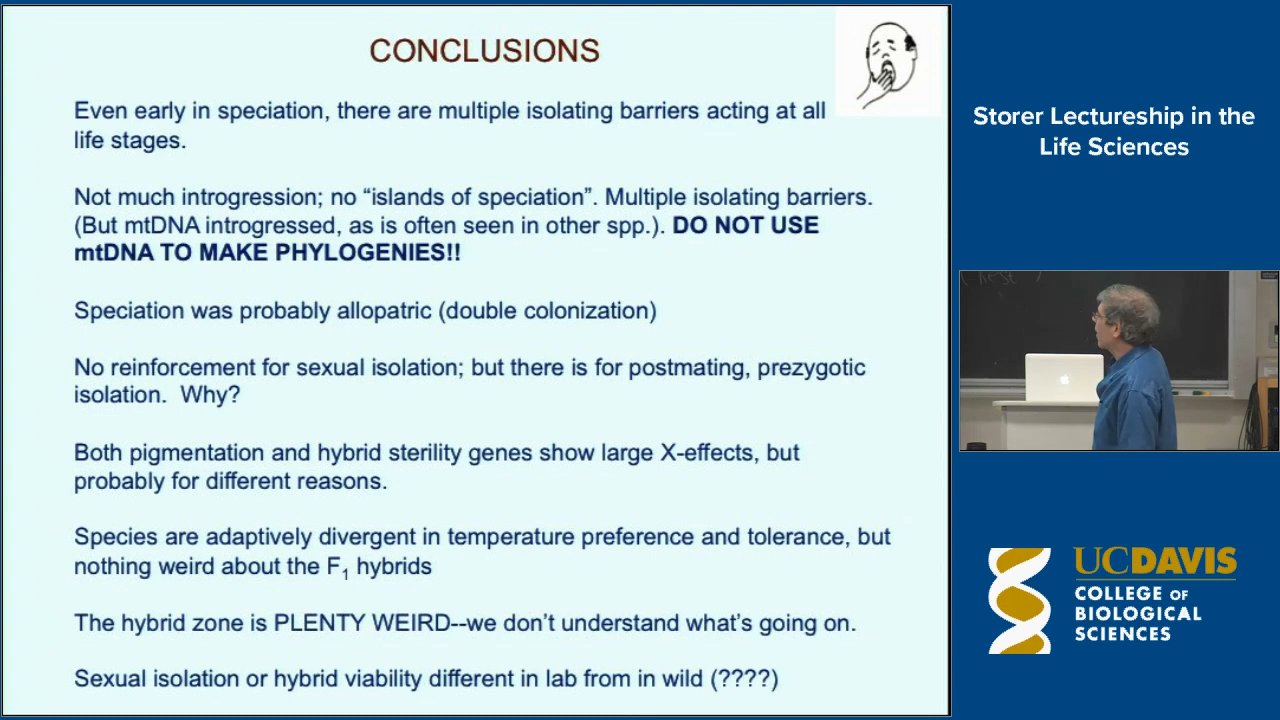 CONCLUSIONS
Even early in speciation, there are multiple isolating barriers acting at all
life stages.
Not much introgression; no “islands of speciation”. Multiple isolating barriers.
(But mtDNA introgressed, as is often seen in other spp.). DO NOT USE
mtDNA TO MAKE PHYLOGENIES!!
Speciation was probably allopatric (double colonization)
No reinforcement for sexual isolation; but there is for postmating, prezygotic
isolation.  Why?
Both pigmentation and hybrid sterility genes show large X-effects, but
probably for different reasons.
Species are adaptively divergent in temperature preference and tolerance, but
nothing weird about the F1 hybrids
The hybrid zone is PLENTY WEIRD--we don’t understand what’s going on.
Sexual isolation or hybrid viability different in lab from in wild (????)
Storer Lectureship in the
Life Sciences
UCDAVIS
COLLEGE OF
BIOLOGICAL
SCIENCES